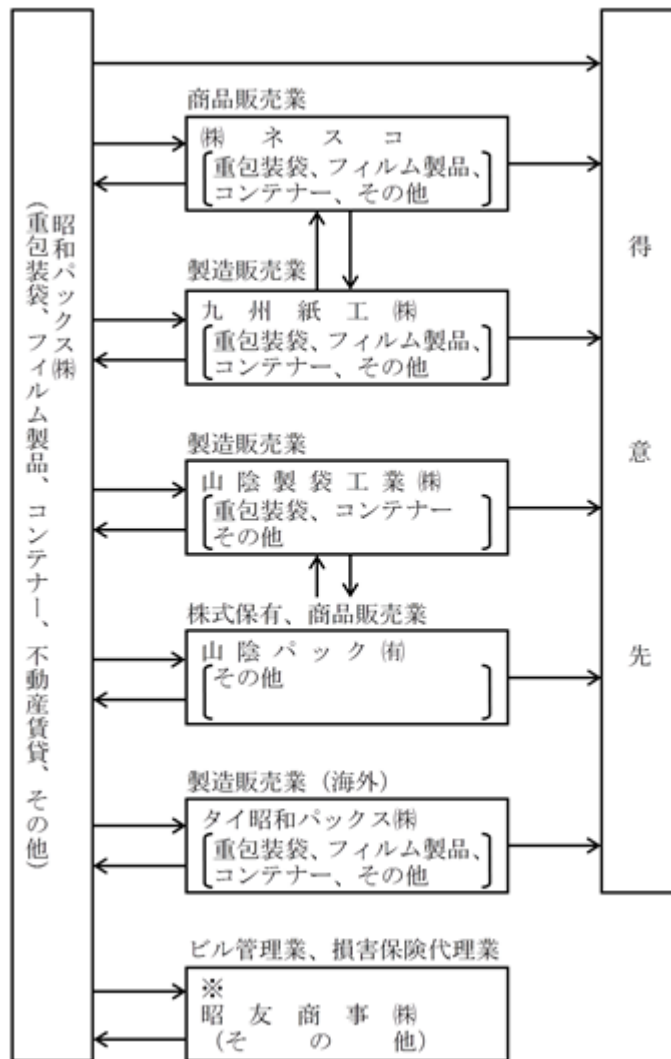 昭和パックス㈱
(重包装袋、フィルム製品、コンテナー、不動産賃貸、その他)
商品販売業
㈱ネスコ
重包装袋、フィルム製品、
コンテナー、その他
製造販売業
九州紙工㈱
重包装袋、フィルム製品、
コンテナー、その他
製造販売業
山陰製袋工業㈱
重包装袋、コンテナー
その他
株式保有、商品販売業
山陰パック㈲
その他
製造販売業(海外)
タイ昭和パックス㈱
重包装袋、フィルム製品、
コンテナー、その他
ビル管理業、損害保険代理業
※
昭友商事㈱
(その他)
得意先